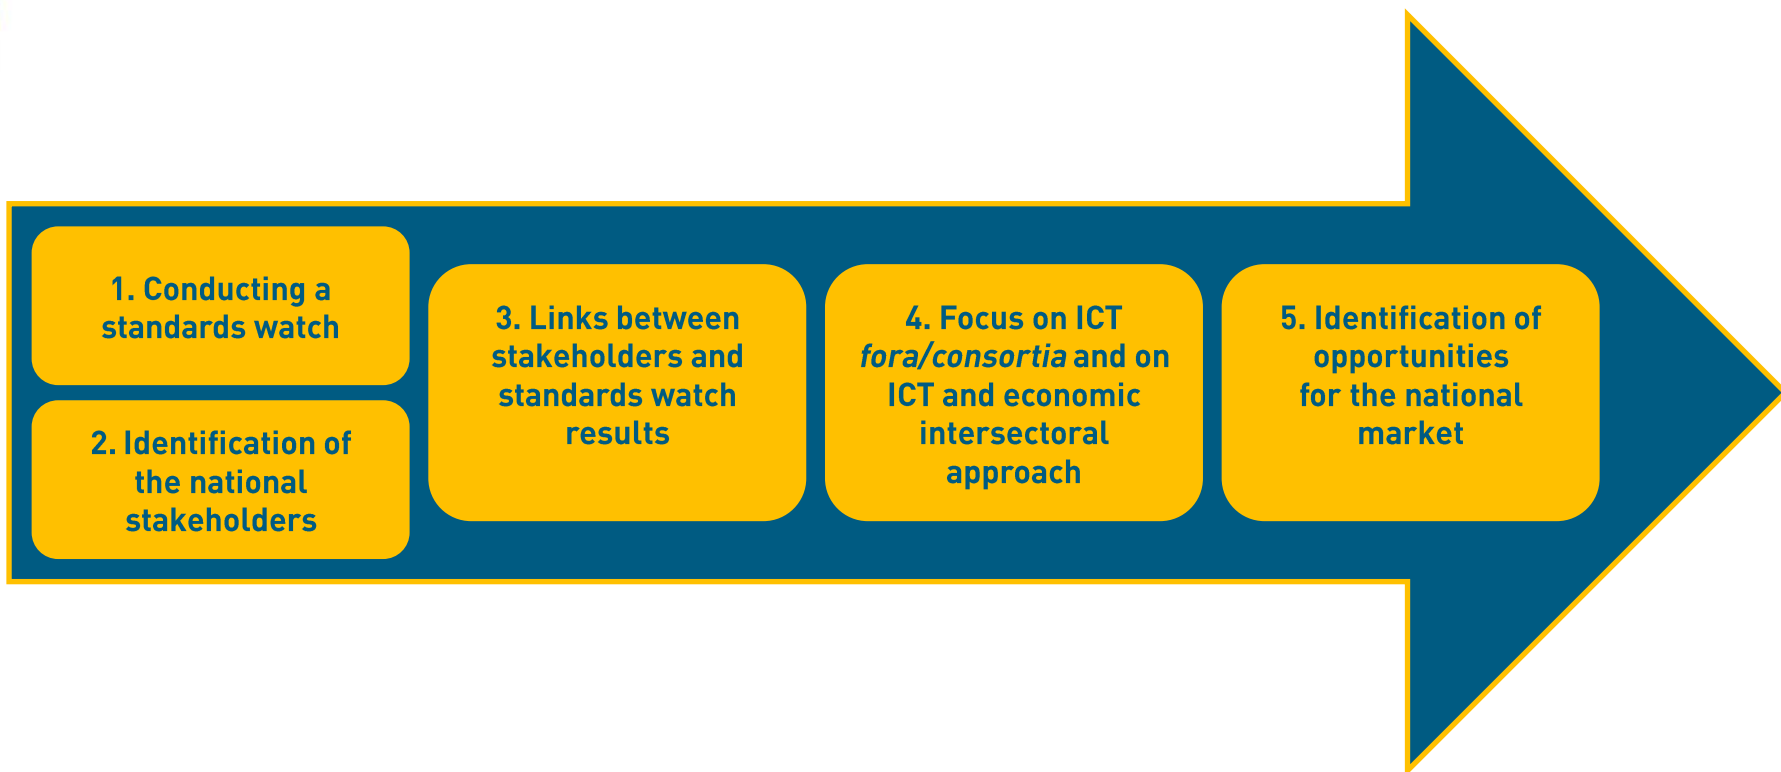 1. Conducting a
standards watch
2. Identification of
the national
stakeholders
3. Links between
stakeholders and
standards watch
results
4. Focus on ICT
fora/consortia and on
ICT and economic
intersectoral
approach
5. Identification of
opportunities
for the national
market